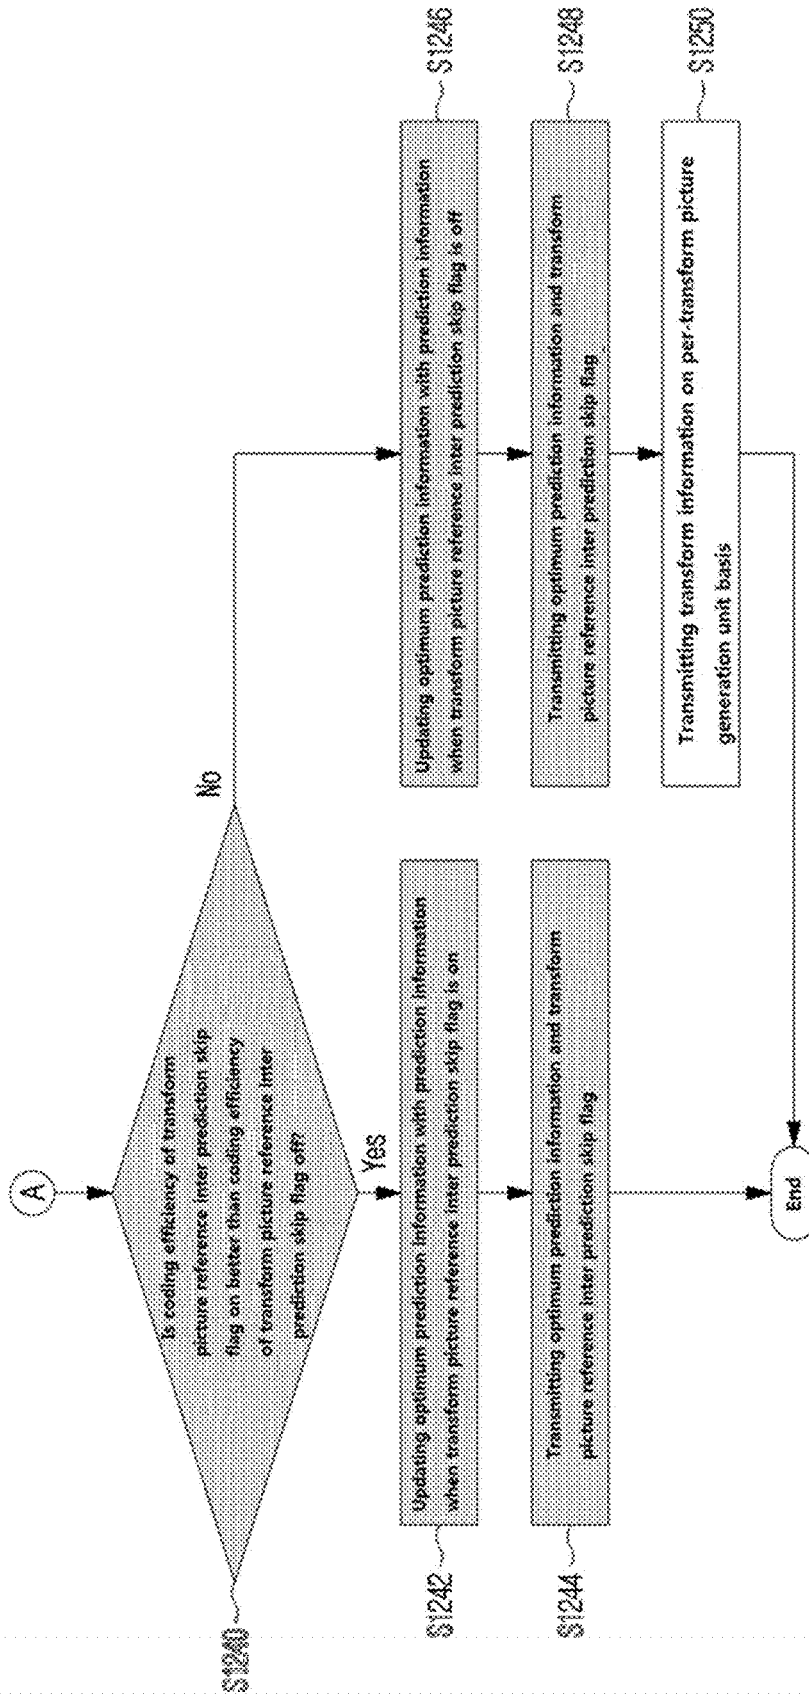 A
Is coding efficiency of transform
picture reference inter prediction skip
flag on better than coding efficiency
of transform picture reference inter
prediction skip flag off?
S1240
Yes
No
Updating optimum prediction information with prediction information
when transform picture reference inter prediction skip flag is on
S1242
Transmitting optimum prediction information and transform
picture reference inter prediction skip flag
S1244
Updating optimum prediction information with prediction information
when transform picture reference inter prediction skip flag is off
S1246
Transmitting optimum prediction information and transform
picture reference inter prediction skip flag
S1248
Transmitting transform information on per-transform picture
generation unit basis
S1250
End